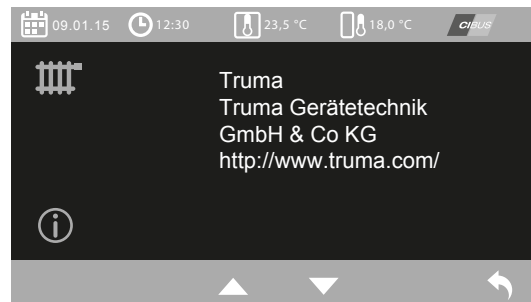 09.01.15 12:30 23,5 °C 18,0 °C CIBUS
Truma
Truma Gerätetechnik
GmbH & Co KG
http://www.truma.com/